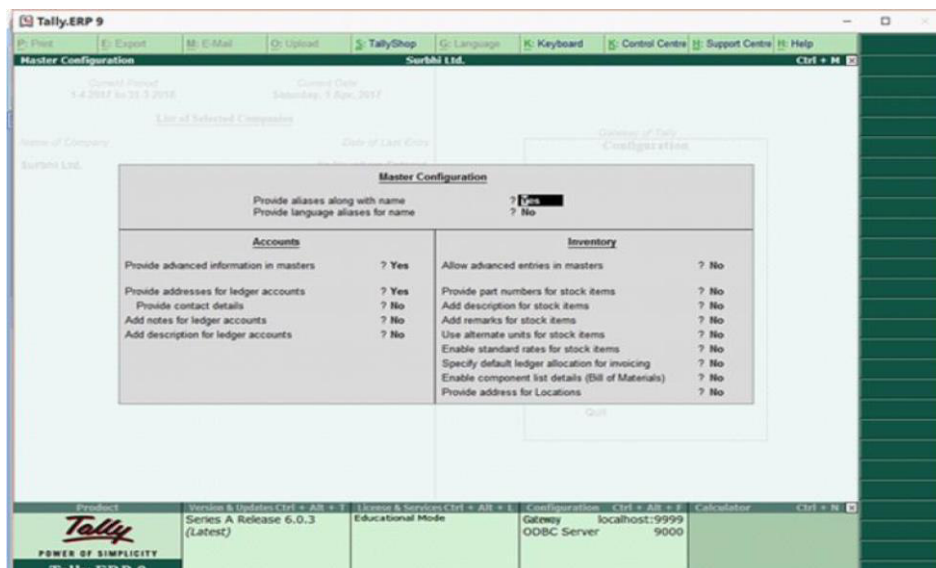 Tally.ERP 9
P: Print E: Export M: E-Mail O: Upload S: TallyShop G: Language K: Keyboard K: Control Centre H: Support Centre H: Help
Master Configuration Surbhi Ltd. Ctrl + M
Current Period Current Date
1-4-2017 to 31-3-2018 Saturday, 1 Apr, 2017
List of Selected Companies
Name of Company Date of Last Entry
Gateway of Tally
Configuration
Surbhi Ltd.
Master Configuration
Provide aliases along with name ? Yes
Provide language aliases for name ? No
Accounts
Provide advanced information in masters ? Yes
Provide addresses for ledger accounts ? Yes
Provide contact details ? No
Add notes for ledger accounts ? No
Add description for ledger accounts ? No
Inventory
Allow advanced entries in masters ? No
Provide part numbers for stock items ? No
Add description for stock items ? No
Add remarks for stock items ? No
Use alternate units for stock items ? No
Enable standard rates for stock items ? No
Specify default ledger allocation for invoicing ? No
Enable component list details (Bill of Materials) ? No
Provide address for Locations ? No
Quit
Product
Tally
POWER OF SIMPLICITY
Tally.ERP 9
Version & Updates Ctrl + Alt + T
Series A Release 6.0.3
(Latest)
License & Services Ctrl + Alt + L
Educational Mode
Configuration Ctrl + Alt + F
Gateway localhost:9999
ODBC Server 9000
Calculator Ctrl + N